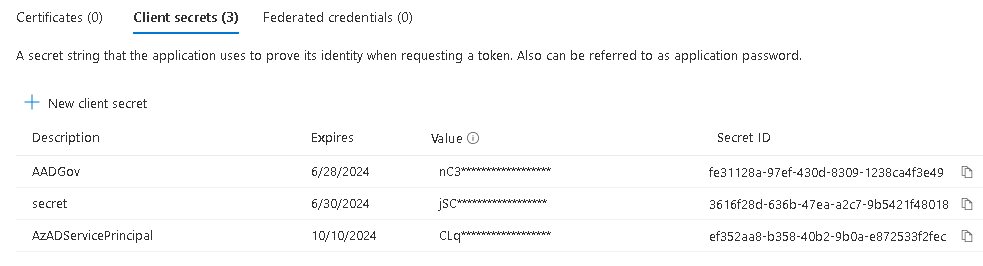 Certificates (0) Client secrets (3) Federated credentials (0)
A secret string that the application uses to prove its identity when requesting a token. Also can be referred to as application password.
New client secret
Description Expires Value Secret ID
AADGov 6/28/2024 nC3****************** fe31128a-97ef-430d-8309-1238ca4f3e49
secret 6/30/2024 jSC****************** 3616f28d-636b-47ea-a2c7-9b5421f48018
AzADServicePrincipal 10/10/2024 CLq****************** ef352aa8-b358-40b2-9b0a-e872533f2fec